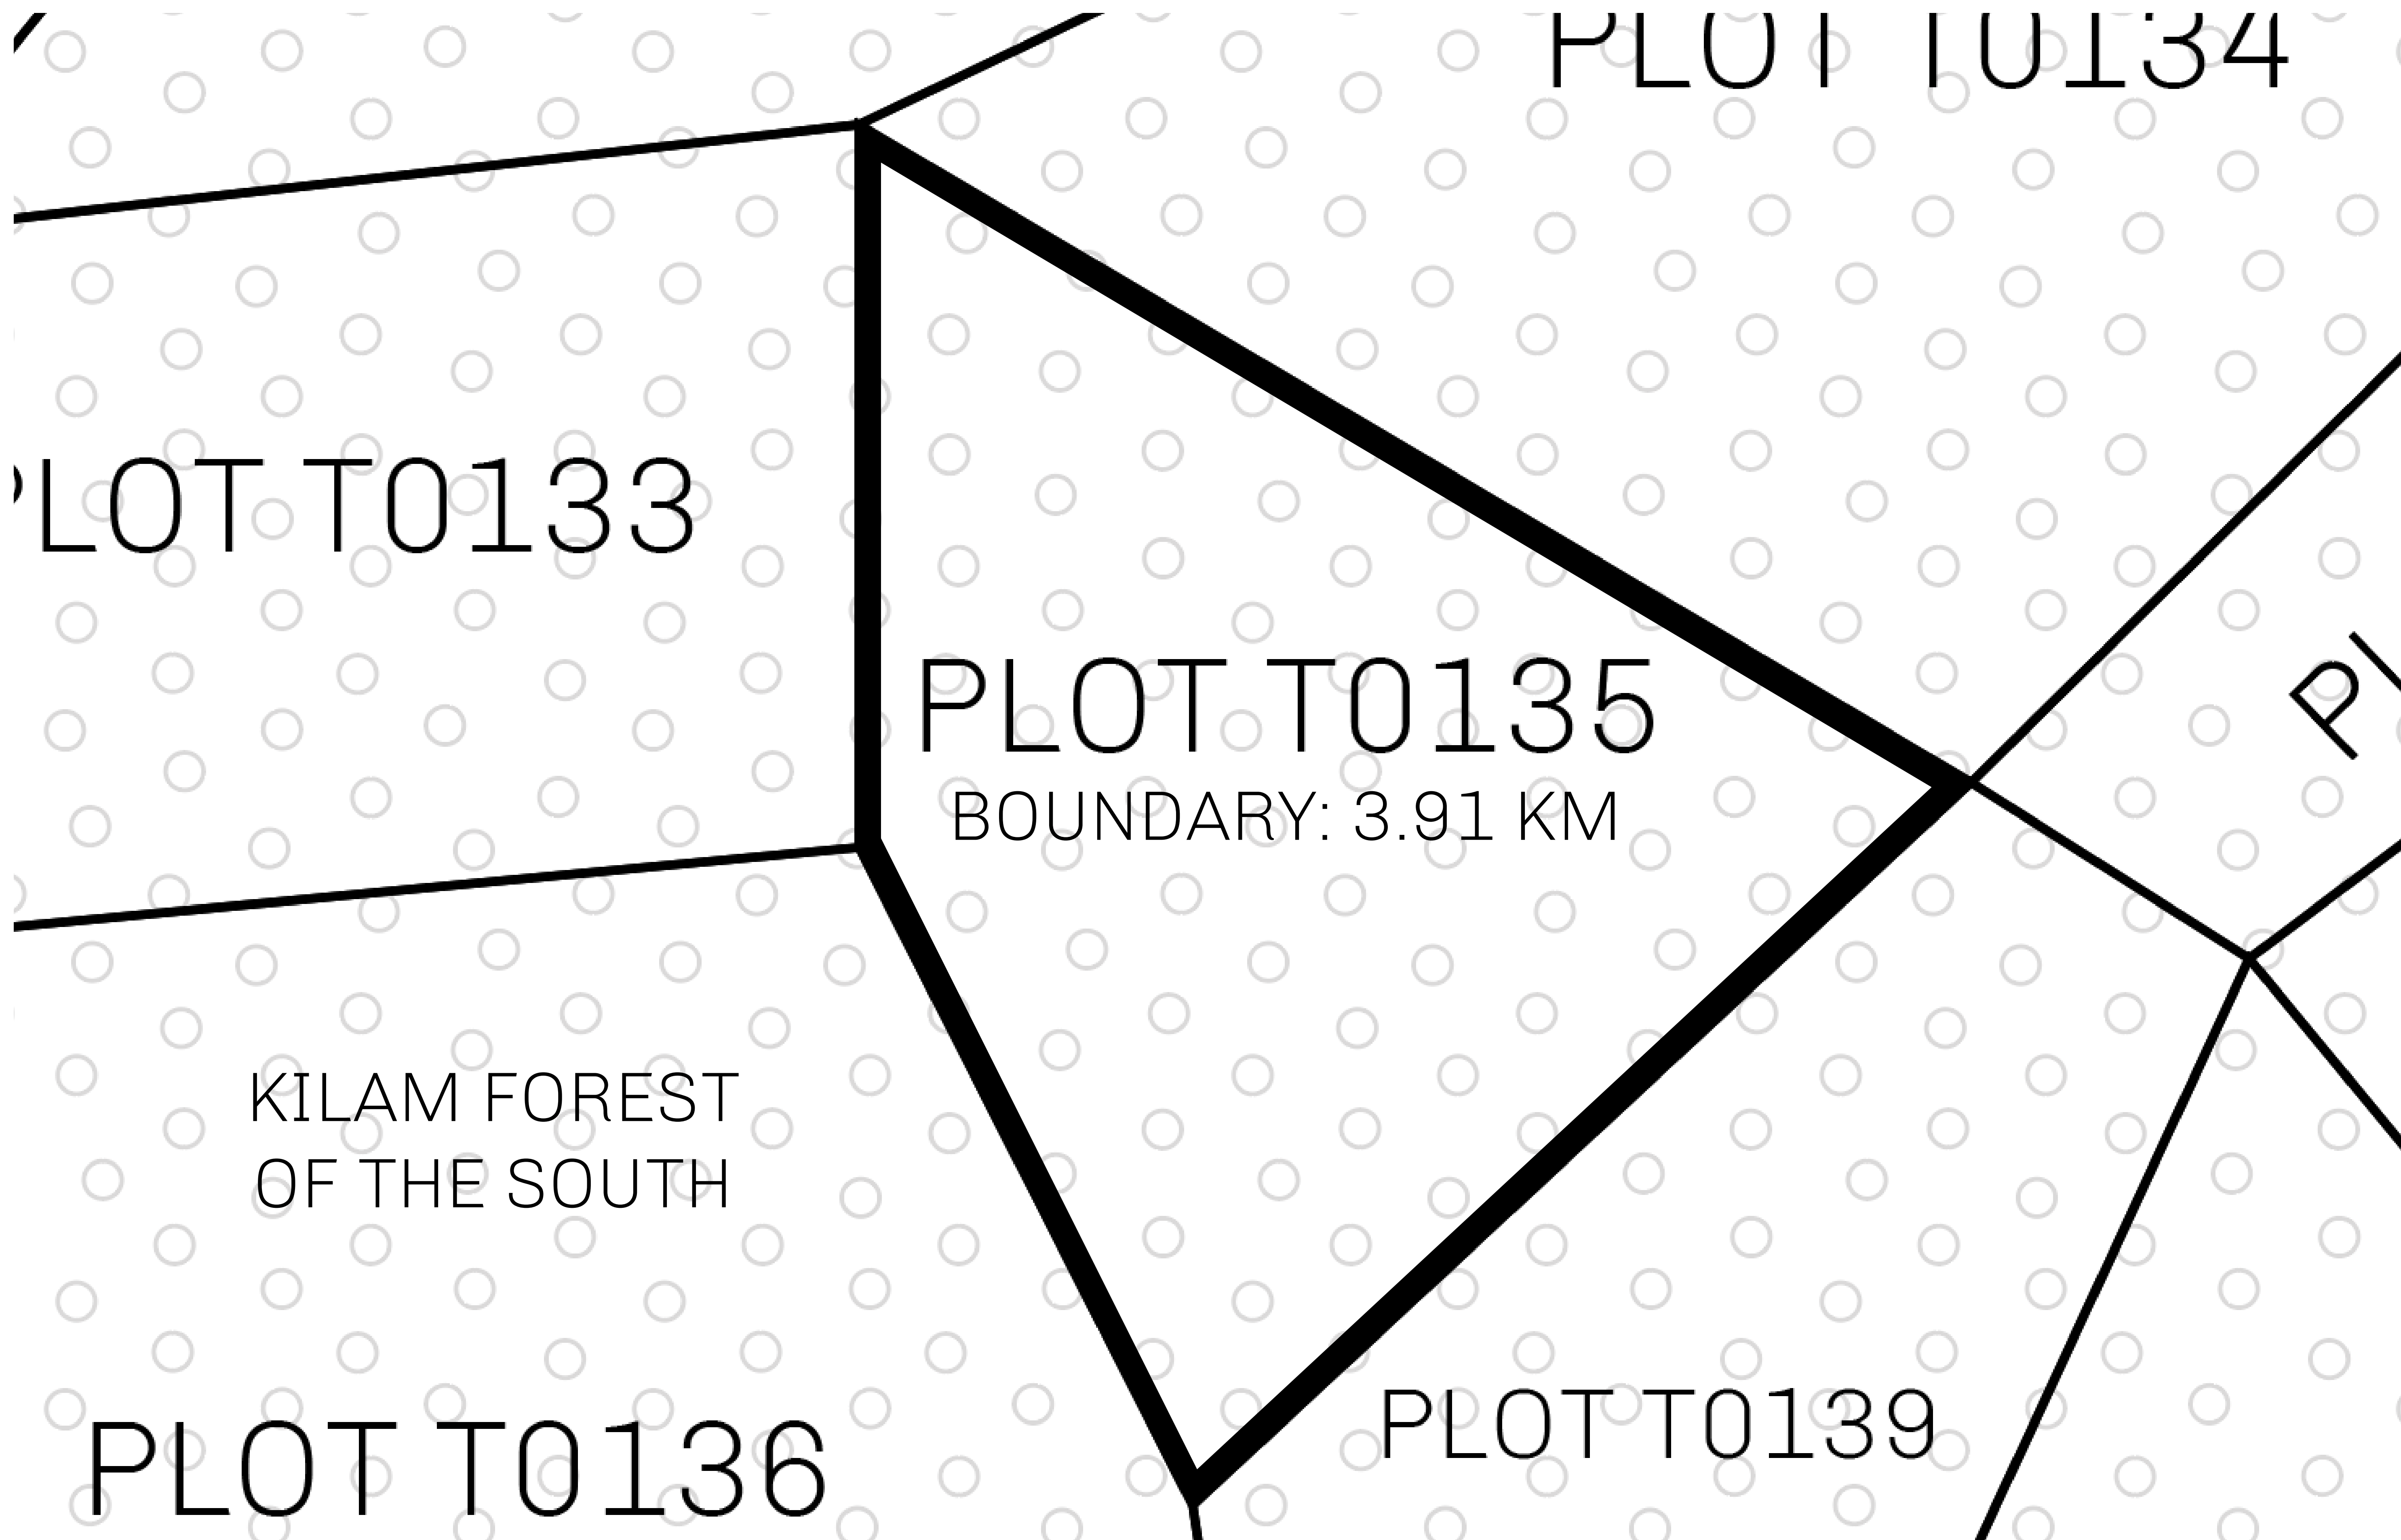 PLOT T0134
PLOT T0133
PLOT T0135
BOUNDARY: 3.91 KM
KILAM FOREST
OF THE SOUTH
PLOT T0139
PLOT T0136